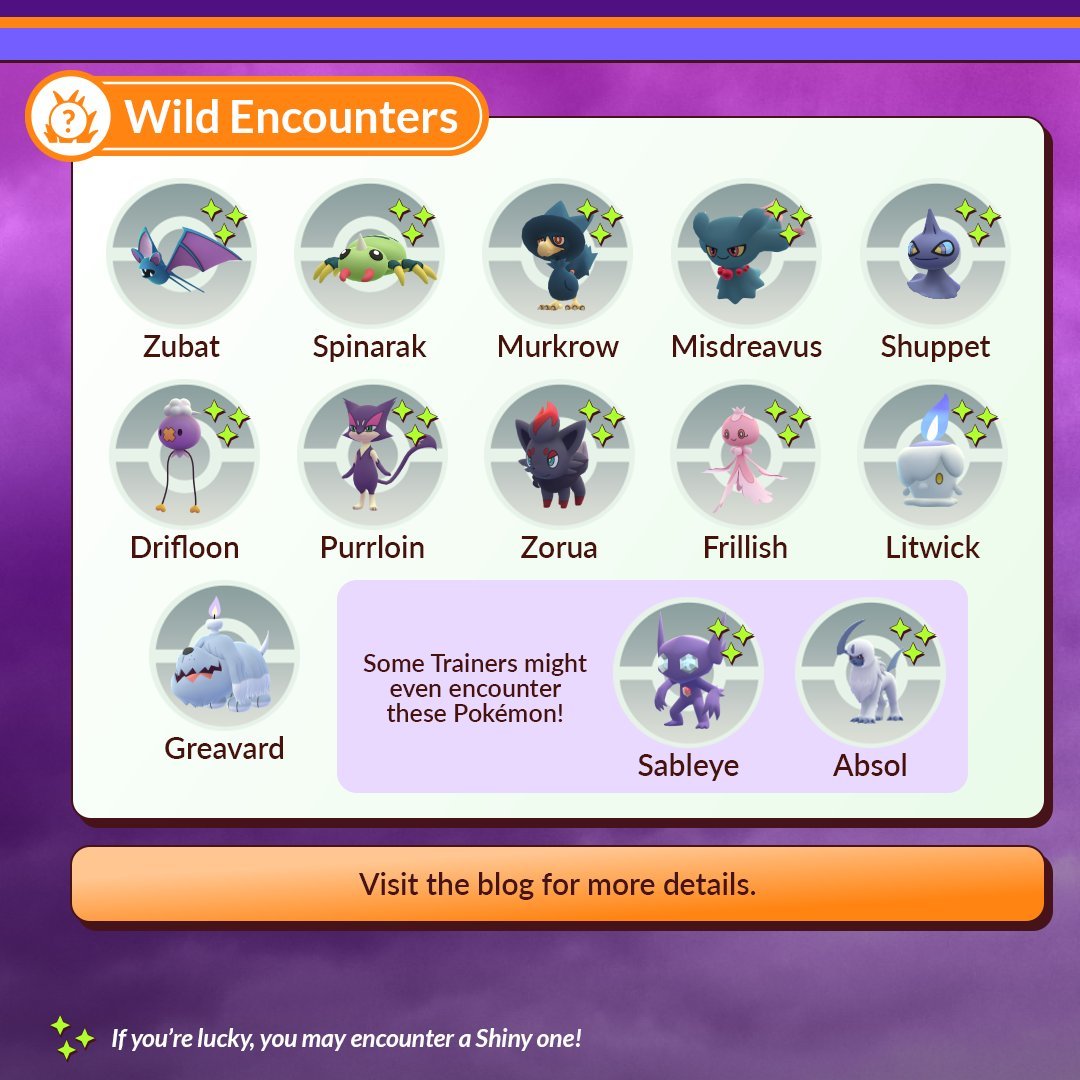 ?
Wild Encounters
Zubat
Spinarak
Murkrow
Misdreavus
Shuppet
Drifloon
Purrloin
Zorua
Frillish
Litwick
Greavard
Some Trainers might
even encounter
these Pokémon!
Sableye
Absol
Visit the blog for more details.
If you’re lucky, you may encounter a Shiny one!